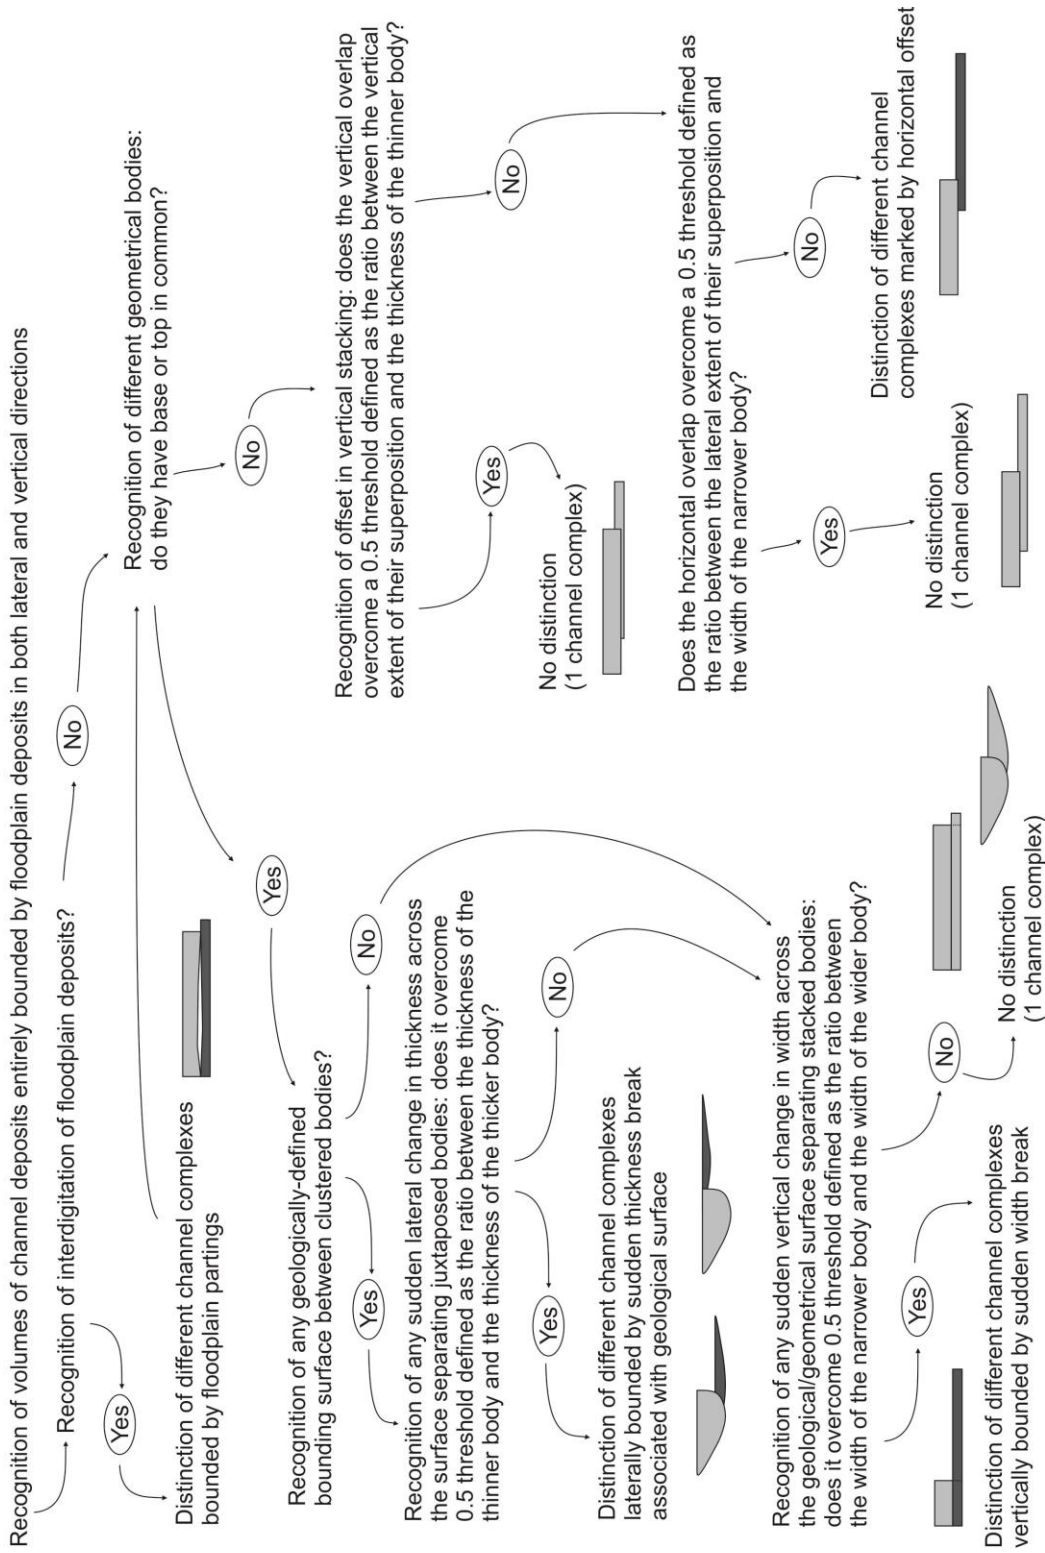 Recognition of volumes of channel deposits entirely bounded by floodplain deposits in both lateral and vertical directions
Recognition of interdigitation of floodplain deposits?
Yes
No
Distinction of different channel complexes
bounded by floodplain partings
Recognition of different geometrical bodies:
do they have base or top in common?
Yes
No
Recognition of any geologically-defined
bounding surface between clustered bodies?
Yes
No
Recognition of any sudden lateral change in thickness across
the surface separating juxtaposed bodies: does it overcome
0.5 threshold defined as the ratio between the thickness of the
thinner body and the thickness of the thicker body?
Yes
No
Distinction of different channel complexes
laterally bounded by sudden thickness break
associated with geological surface
Recognition of any sudden vertical change in width across
the geological/geometrical surface separating stacked bodies:
does it overcome 0.5 threshold defined as the ratio between
the width of the narrower body and the width of the wider body?
Yes
No
Distinction of different channel complexes
vertically bounded by sudden width break
No distinction
(1 channel complex)
Recognition of offset in vertical stacking: does the vertical overlap
overcome a 0.5 threshold defined as the ratio between the vertical
extent of their superposition and the thickness of the thinner body?
Yes
No
No distinction
(1 channel complex)
Does the horizontal overlap overcome a 0.5 threshold defined as
the ratio between the lateral extent of their superposition and
the width of the narrower body?
Yes
No
No distinction
(1 channel complex)
Distinction of different channel
complexes marked by horizontal offset